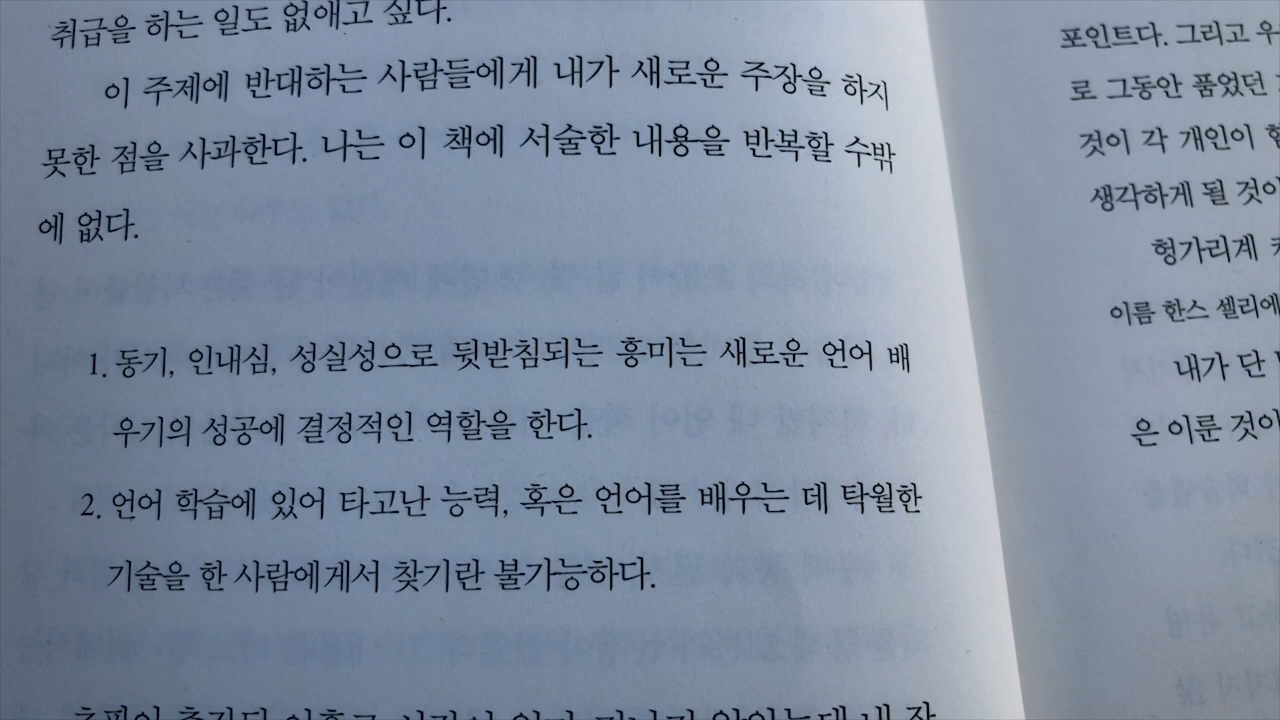 취급을 하는 일도 없애고 싶다.
이 주제에 반대하는 사람들에게 내가 새로운 주장을 하지
못한 점을 사과한다. 나는 이 책에 서술한 내용을 반복할 수밖
에 없다.
1. 동기, 인내심, 성실성으로 뒷받침되는 흥미는 새로운 언어 배
우기의 성공에 결정적인 역할을 한다.
2. 언어 학습에 있어 타고난 능력, 혹은 언어를 배우는 데 탁월한
기술을 한 사람에게서 찾기란 불가능하다.
포인트다. 그리고 우
로 그동안 품었던
것이 각 개인이
생각하게 될 것이
헝가리계
이름 한스 셀리에
내가 단
은 이룬 것이